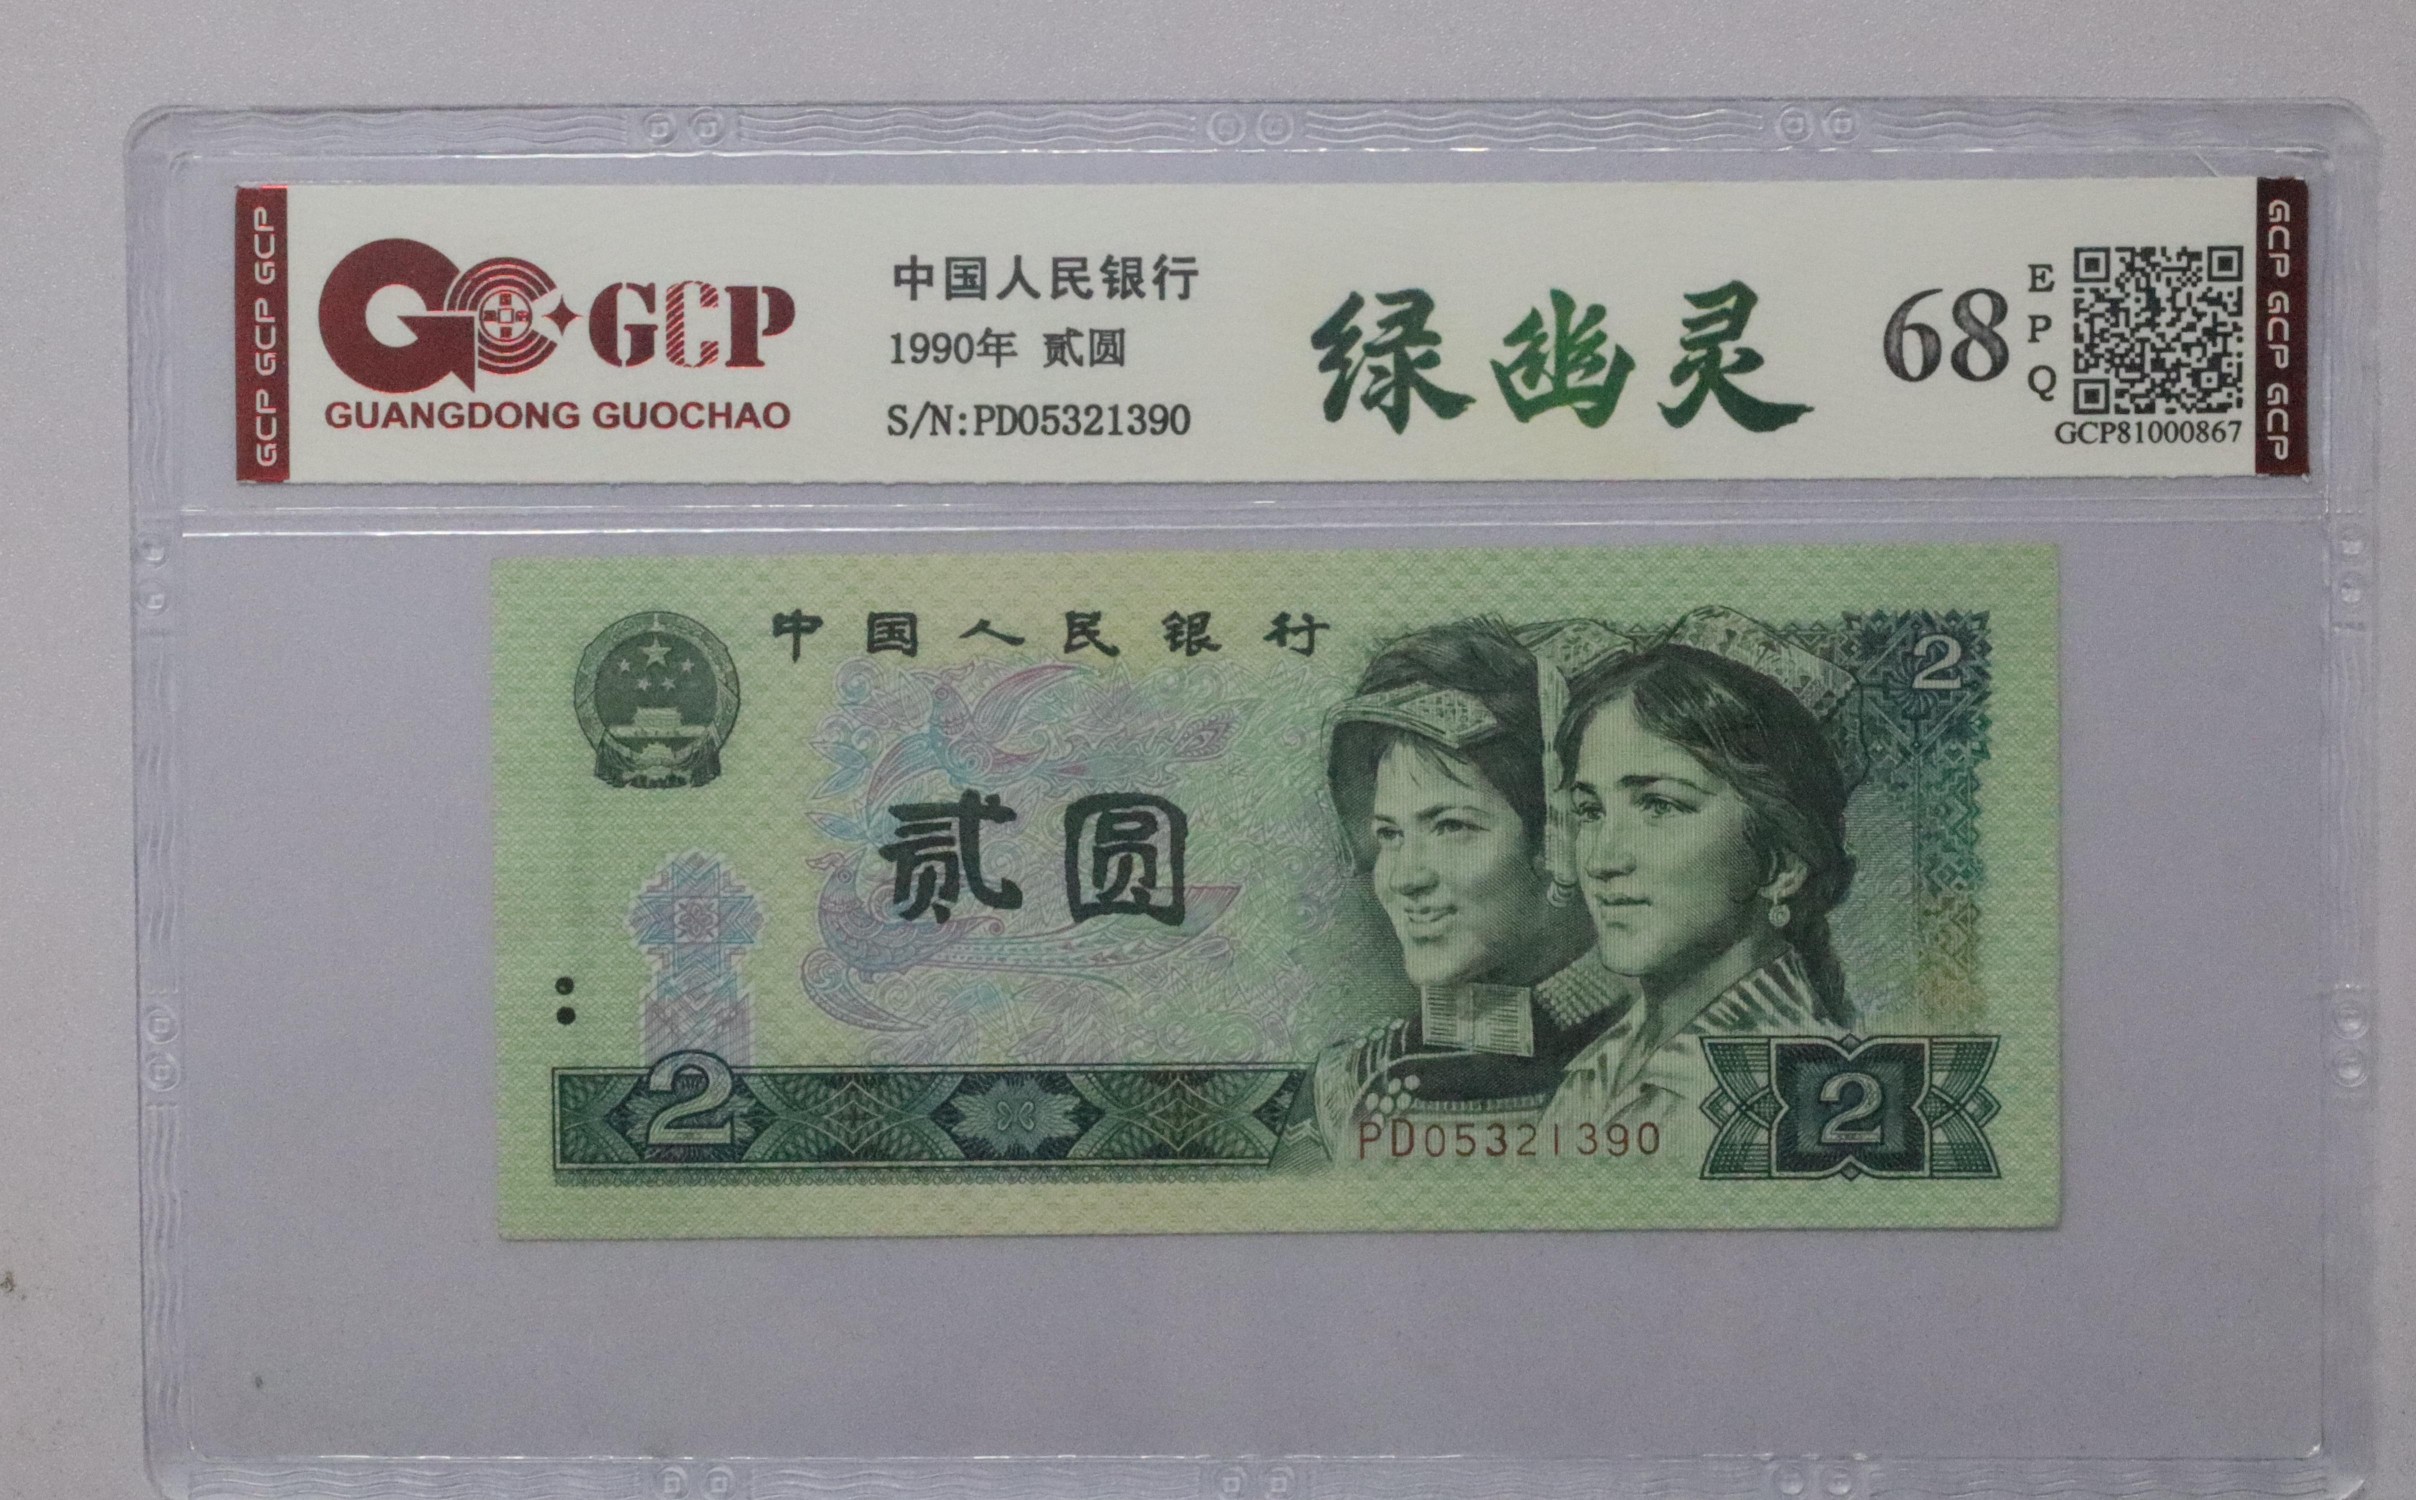 GCP GCP GCP
GCP
GUANGDONG GUOCHAO
中国人民银行
1990年 贰圆
S/N:PD05321390
绿幽灵
68
EPQ
GCP81000867
GCP GCP GCP
中国人民银行
2
贰圆
2
PD05321390
2